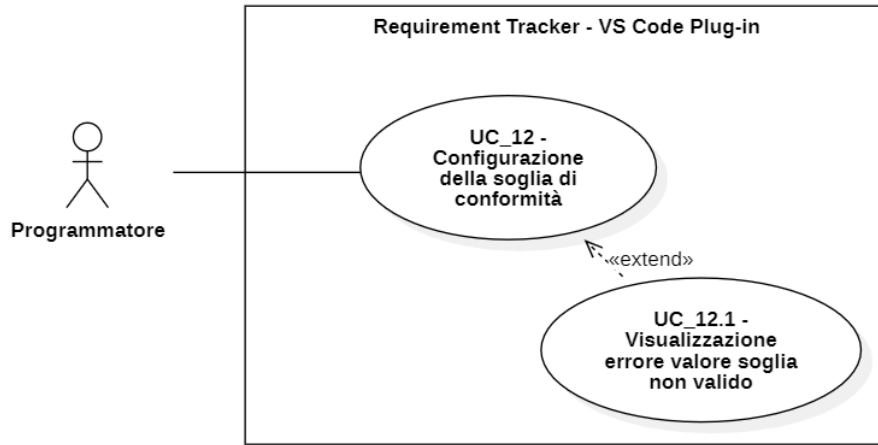 Requirement Tracker - VS Code Plug-in
UC_12 -
Configurazione
della soglia di
conformità
Programmatore
«extend»
UC_12.1 -
Visualizzazione
errore valore soglia
non valido